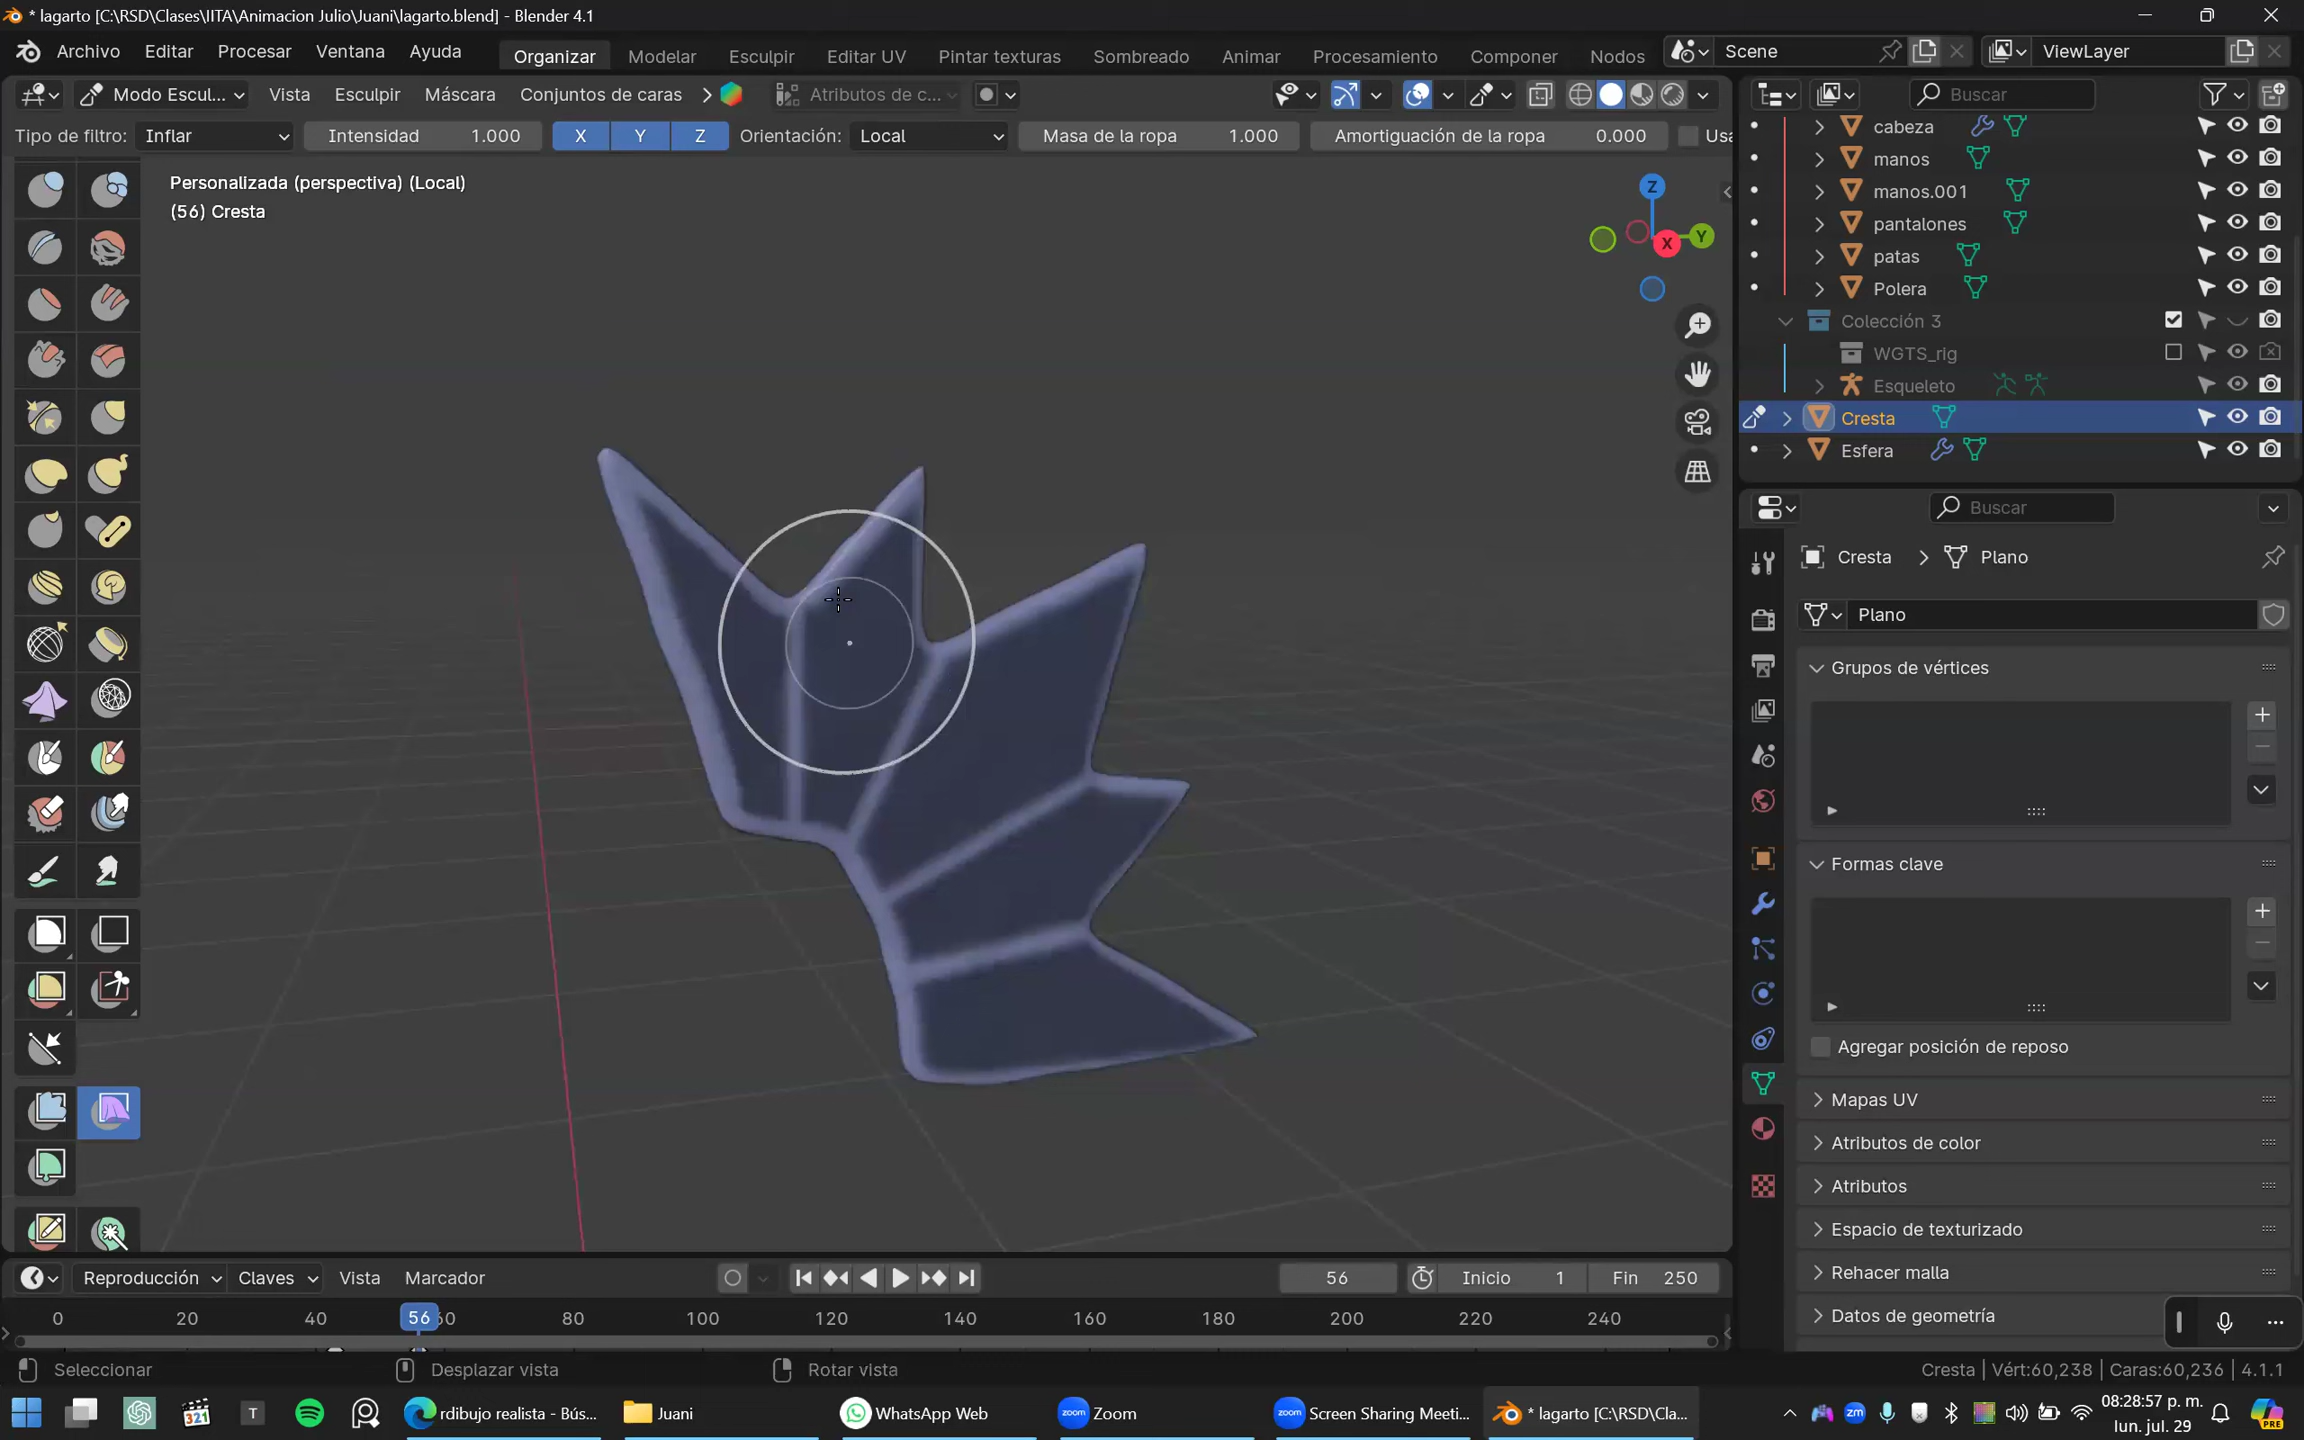 * lagarto [C:\RSD\Clases\IITA\Animacion Julio\Juani\lagarto.blend] - Blender 4.1
Archivo Editar Procesar Ventana Ayuda Organizar Modelar Esculpir Editar UV Pintar texturas Sombreado Animar Procesamiento Componer Nodos Scene ViewLayer
Modo Escul... Vista Esculpir Máscara Conjuntos de caras Atributos de c... Buscar
Tipo de filtro: Inflar Intensidad 1.000 X Y Z Orientación: Local Masa de la ropa 1.000 Amortiguación de la ropa 0.000 Usa
Personalizada (perspectiva) (Local)
(56) Cresta
Z
X Y
cabeza
manos
manos.001
pantalones
patas
Polera
Colección 3
WGTS_rig
Esqueleto
Cresta
Esfera
Buscar
Cresta Plano
Plano
Grupos de vértices
Formas clave
Agregar posición de reposo
Mapas UV
Atributos de color
Atributos
Espacio de texturizado
Rehacer malla
Datos de geometría
Reproducción Claves Vista Marcador 56 Inicio 1 Fin 250
0 20 40 56 60 80 100 120 140 160 180 200 220 240
Seleccionar Desplazar vista Rotar vista Cresta | Vért:60,238 | Caras:60,236 | 4.1.1
321 T rdibujo realista - Bús... Juani WhatsApp Web zoom Zoom zoom Screen Sharing Meeti... * lagarto [C:\RSD\Cla... zm 08:28:57 p. m. PRE
lun. jul. 29